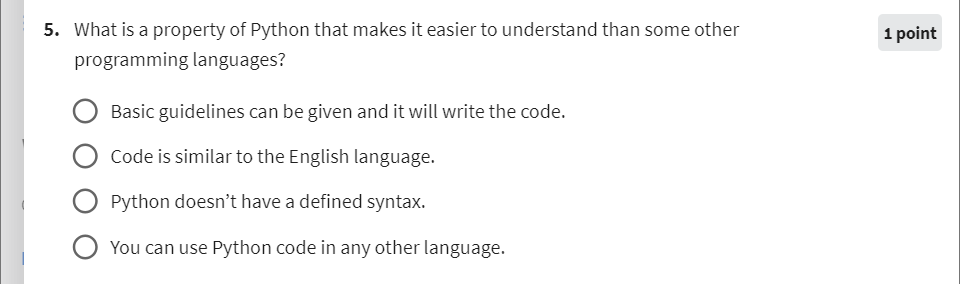 5. What is a property of Python that makes it easier to understand than some other
1 point
programming languages?
Basic guidelines can be given and it will write the code.
Code is similar to the English language.
Python doesn’t have a defined syntax.
You can use Python code in any other language.